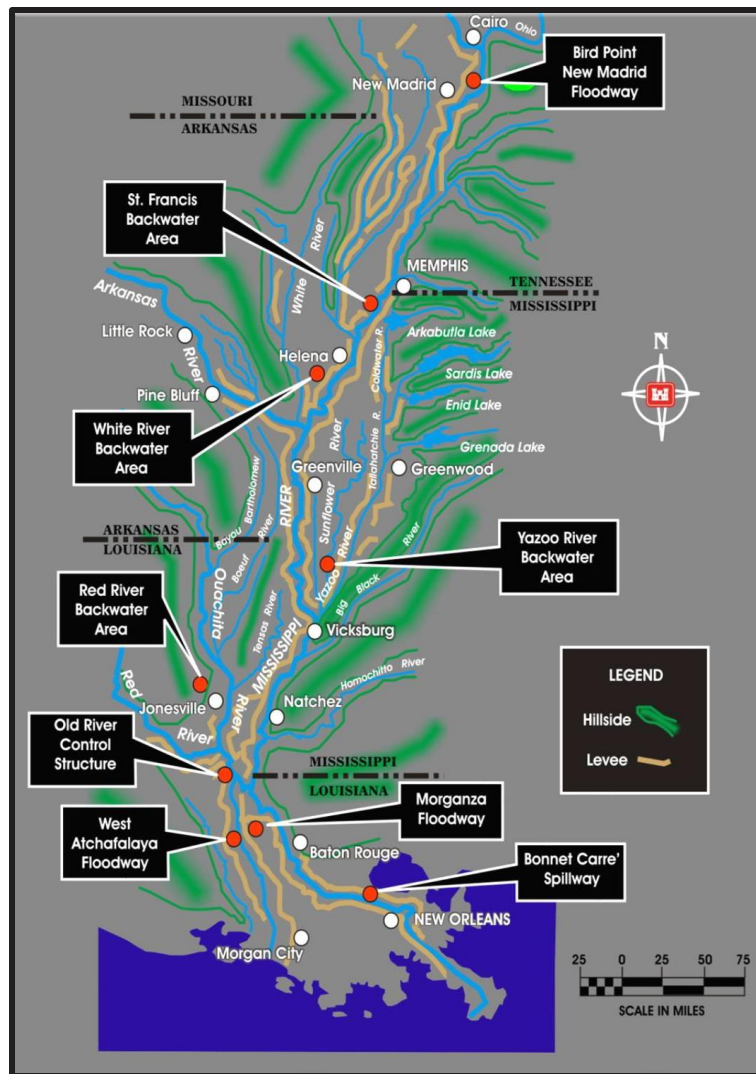 Cairo
Ohio
Bird Point
New Madrid
Floodway
New Madrid
MISSOURI
ARKANSAS
St. Francis
Backwater
Area
White River
MEMPHIS
TENNESSEE
MISSISSIPPI
Arkansas
River
Little Rock
Helena
Coldwater R.
Arkabutla Lake
N
Sardis Lake
Pine Bluff
Enid Lake
White River
Backwater
Area
River
Tallahatchie R.
Grenada Lake
Greenville
Greenwood
RIVER
Sunflower
Bayou Bartholomew
River
ARKANSAS
LOUISIANA
Boeuf
Ouachita
Yazoo River
Big Black River
Yazoo River
Backwater
Area
Red River
Backwater
Area
Tensas River
MISSISSIPPI
Vicksburg
Homochitto River
LEGEND
Hillside
Levee
Red
River
Jonesville
River
Natchez
Old River
Control
Structure
MISSISSIPPI
LOUISIANA
West
Atchafalaya
Floodway
Morganza
Floodway
Baton Rouge
Bonnet Carre'
Spillway
NEW ORLEANS
Morgan City
25 0 25 50 75
SCALE IN MILES